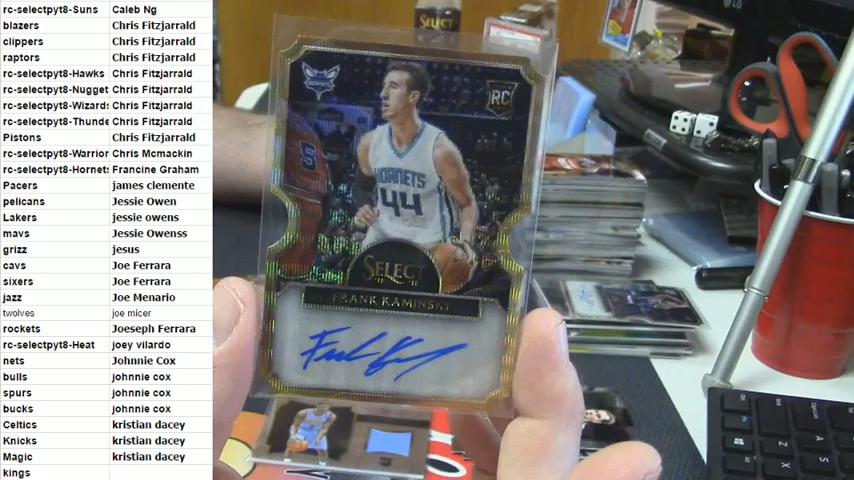 rc-selectpyt8-Suns Caleb Ng
blazers Chris Fitzjarrald
clippers Chris Fitzjarrald
raptors Chris Fitzjarrald
rc-selectpyt8-Hawks Chris Fitzjarrald
rc-selectpyt8-Nugget Chris Fitzjarrald
rc-selectpyt8-Wizard Chris Fitzjarrald
rc-selectpyt8-Thunde Chris Fitzjarrald
Pistons Chris Fitzjarrald
rc-selectpyt8-Warrior Chris Mcmackin
rc-selectpyt8-Hornets Francine Graham
Pacers james clemente
pelicans Jessie Owen
Lakers jessie owens
mavs Jessie Owenss
grizz jesus
cavs Joe Ferrara
sixers Joe Ferrara
jazz Joe Menario
twolves joe micer
rockets Joeseph Ferrara
rc-selectpyt8-Heat joey vilardo
nets Johnnie Cox
bulls johnnie cox
spurs johnnie cox
bucks johnnie cox
Celtics kristian dacey
Knicks kristian dacey
Magic kristian dacey
kings
SELECT
LG
HORNETS
RC
HORNETS
44
SELECT
FRANK KAMINSKY